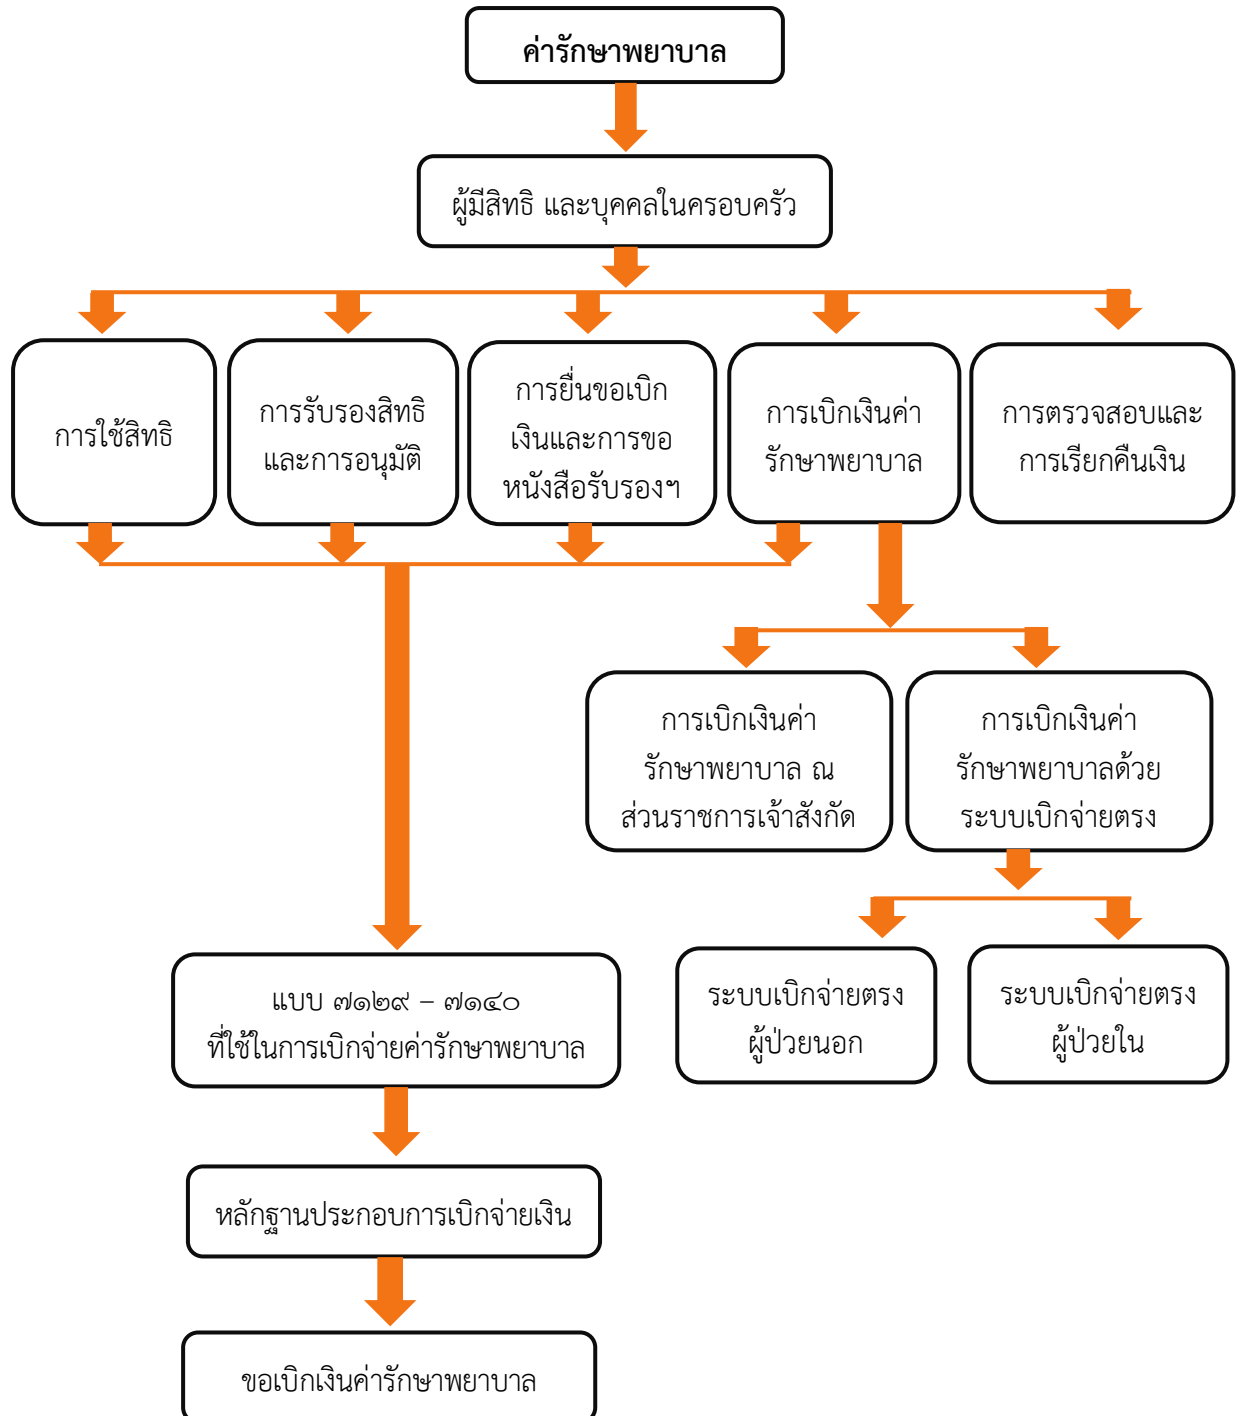 ค่ารักษาพยาบาล
ผู้มีสิทธิ และบุคคลในครอบครัว
การใช้สิทธิ
การรับรองสิทธิ
และการอนุมัติ
การยื่นขอเบิก
เงินและการขอ
หนังสือรับรองฯ
การเบิกเงินค่า
รักษาพยาบาล
การตรวจสอบและ
การเรียกคืนเงิน
การเบิกเงินค่า
รักษาพยาบาล ณ
ส่วนราชการเจ้าสังกัด
การเบิกเงินค่า
รักษาพยาบาลด้วย
ระบบเบิกจ่ายตรง
แบบ ๗๑๒๙ – ๗๑๔๐
ที่ใช้ในการเบิกจ่ายค่ารักษาพยาบาล
ระบบเบิกจ่ายตรง
ผู้ป่วยนอก
ระบบเบิกจ่ายตรง
ผู้ป่วยใน
หลักฐานประกอบการเบิกจ่ายเงิน
ขอเบิกเงินค่ารักษาพยาบาล